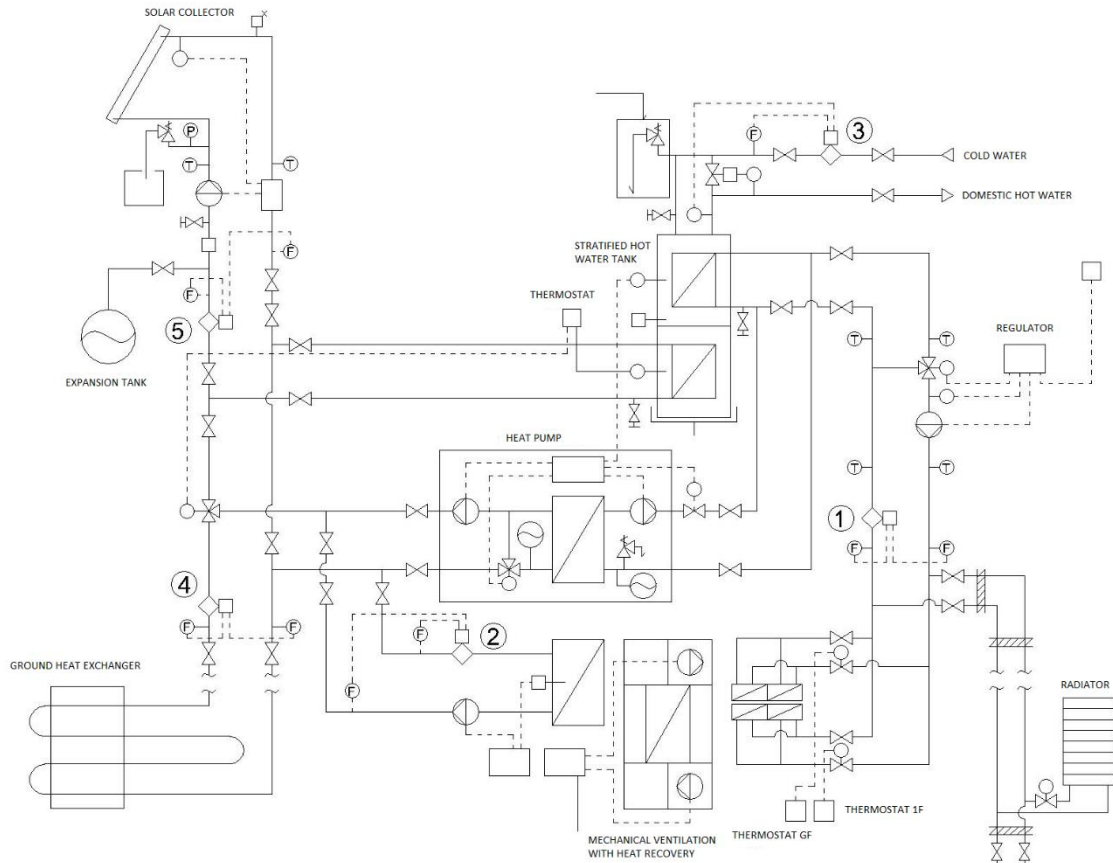 SOLAR COLLECTOR
X
P
T
T
F
3
COLD WATER
DOMESTIC HOT WATER
F
F
STRATIFIED HOT
WATER TANK
THERMOSTAT
5
EXPANSION TANK
T
T
REGULATOR
HEAT PUMP
T
T
1
F
F
4
F
F
2
F
F
GROUND HEAT EXCHANGER
RADIATOR
THERMOSTAT 1F
THERMOSTAT GF
MECHANICAL VENTILATION
WITH HEAT RECOVERY